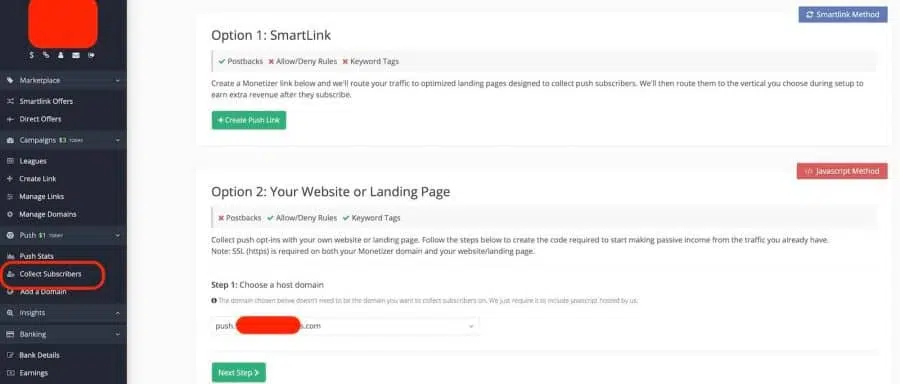 $
Marketplace
Smartlink Offers
Direct Offers
Campaigns $3 TODAY
Leagues
Create Link
Manage Links
Manage Domains
Push $1 TODAY
Push Stats
Collect Subscribers
Add a Domain
Insights
Banking
Bank Details
Earnings
Smartlink Method
Option 1: SmartLink
Postbacks Allow/Deny Rules Keyword Tags
Create a Monetizer link below and we'll route your traffic to optimized landing pages designed to collect push subscribers. We'll then route them to the vertical you choose during setup to
earn extra revenue after they subscribe.
+ Create Push Link
</> Javascript Method
Option 2: Your Website or Landing Page
Postbacks Allow/Deny Rules Keyword Tags
Collect push opt-ins with your own website or landing page. Follow the steps below to create the code required to start making passive income from the traffic you already have.
Note: SSL (https) is required on both your Monetizer domain and your website/landing page.
Step 1: Choose a host domain
The domain chosen below doesn't need to be the domain you want to collect subscribers on. We just require it to include javascript hosted by us.
push. s.com
Next Step